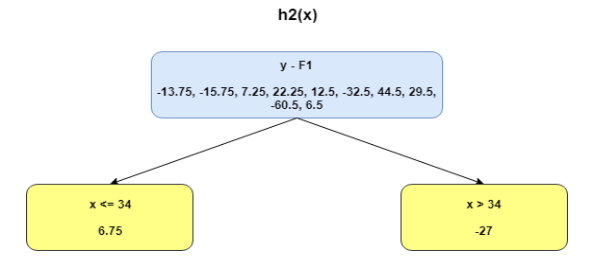 h2(x)
y - F1
-13.75, -15.75, 7.25, 22.25, 12.5, -32.5, 44.5, 29.5,
-60.5, 6.5
x <= 34
6.75
x > 34
-27